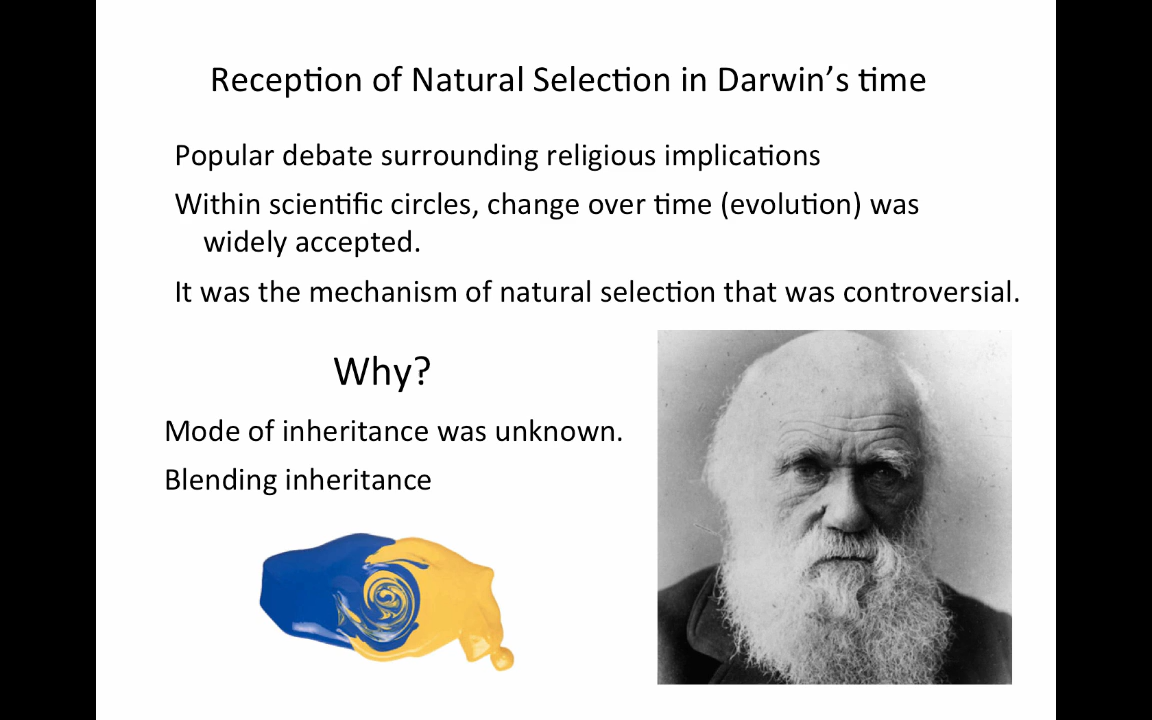 Reception of Natural Selection in Darwin’s time
Popular debate surrounding religious implications
Within scientific circles, change over time (evolution) was
widely accepted.
It was the mechanism of natural selection that was controversial.
Why?
Mode of inheritance was unknown.
Blending inheritance